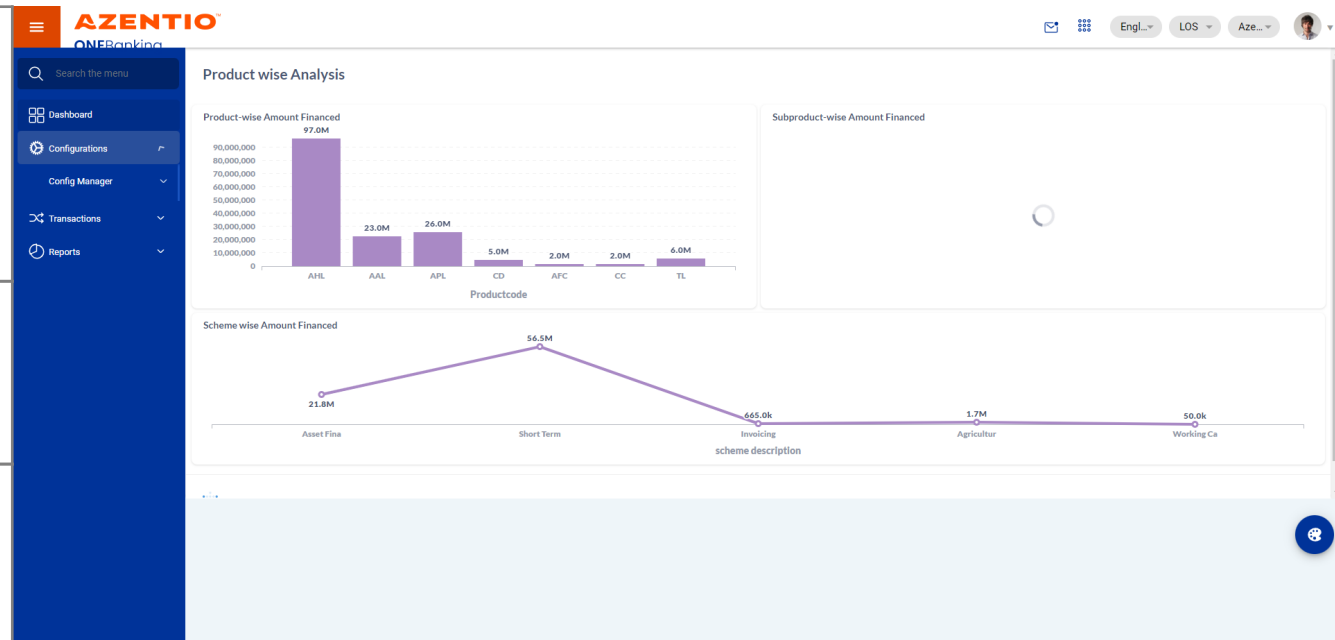 AZENTIO
ONEBanking
Engl...
LOS
Aze...
Search the menu
Dashboard
Configurations
Config Manager
Transactions
Reports
Product wise Analysis
Product-wise Amount Financed
97.0M
90,000,000
80,000,000
70,000,000
60,000,000
50,000,000
40,000,000
30,000,000
20,000,000
10,000,000
0
23.0M
26.0M
5.0M
2.0M
2.0M
6.0M
AHL AAL APL CD AFC CC TL
Productcode
Subproduct-wise Amount Financed
Scheme wise Amount Financed
56.5M
21.8M
665.0k
1.7M
50.0k
Asset Fina Short Term Invoicing Agricultur Working Ca
scheme description